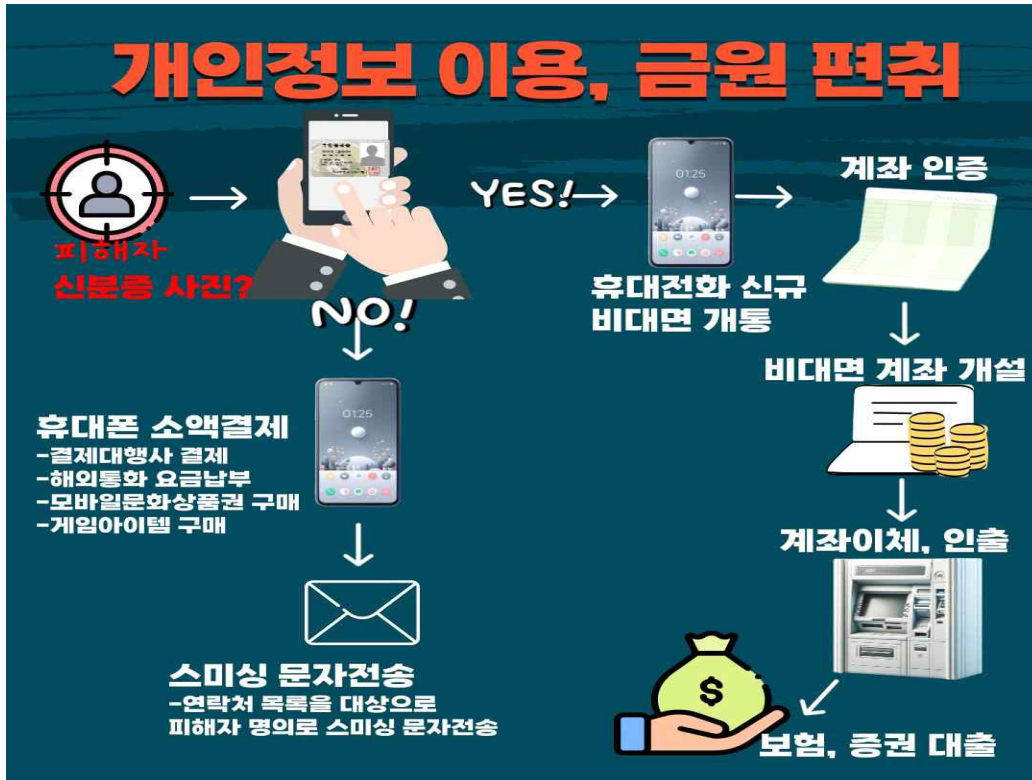 개인정보 이용, 금원 편취
피해자
신분증 사진?
YES!
01:25
휴대전화 신규
비대면 개통
계좌 인증
비대면 계좌 개설
계좌이체, 인출
보험, 증권 대출
$
NO!
01:25
휴대폰 소액결제
-결제대행사 결제
-해외통화 요금납부
-모바일문화상품권 구매
-게임아이템 구매
스미싱 문자전송
-연락처 목록을 대상으로
피해자 명의로 스미싱 문자전송